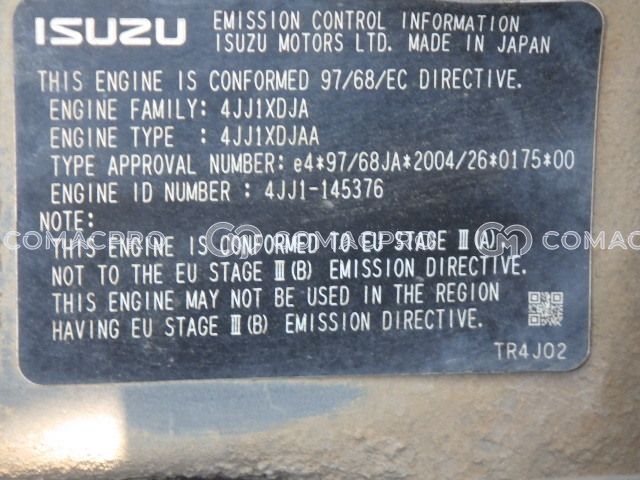 ISUZU
EMISSION CONTROL INFORMATION
ISUZU MOTORS LTD. MADE IN JAPAN
THIS ENGINE IS CONFORMED 97/68/EC DIRECTIVE.
ENGINE FAMILY: 4JJ1XDJA
ENGINE TYPE : 4JJ1XDJAA
TYPE APPROVAL NUMBER: e4*97/68JA*2004/26*0175*00
ENGINE ID NUMBER : 4JJ1-145376
NOTE:
COMACPRO COMACPRO COMACPRO
THIS ENGINE IS CONFORMED TO EU STAGE Ⅲ(A)
NOT TO THE EU STAGE Ⅲ(B) EMISSION DIRECTIVE.
THIS ENGINE MAY NOT BE USED IN THE REGION
HAVING EU STAGE Ⅲ(B) EMISSION DIRECTIVE.
TR4J02